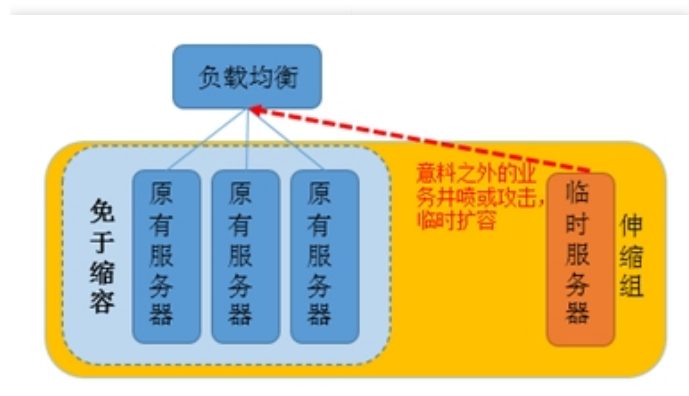 负载均衡
免于缩容
原有服务器
原有服务器
原有服务器
意料之外的业
务井喷或攻击，
临时扩容
临时服务器
伸缩组